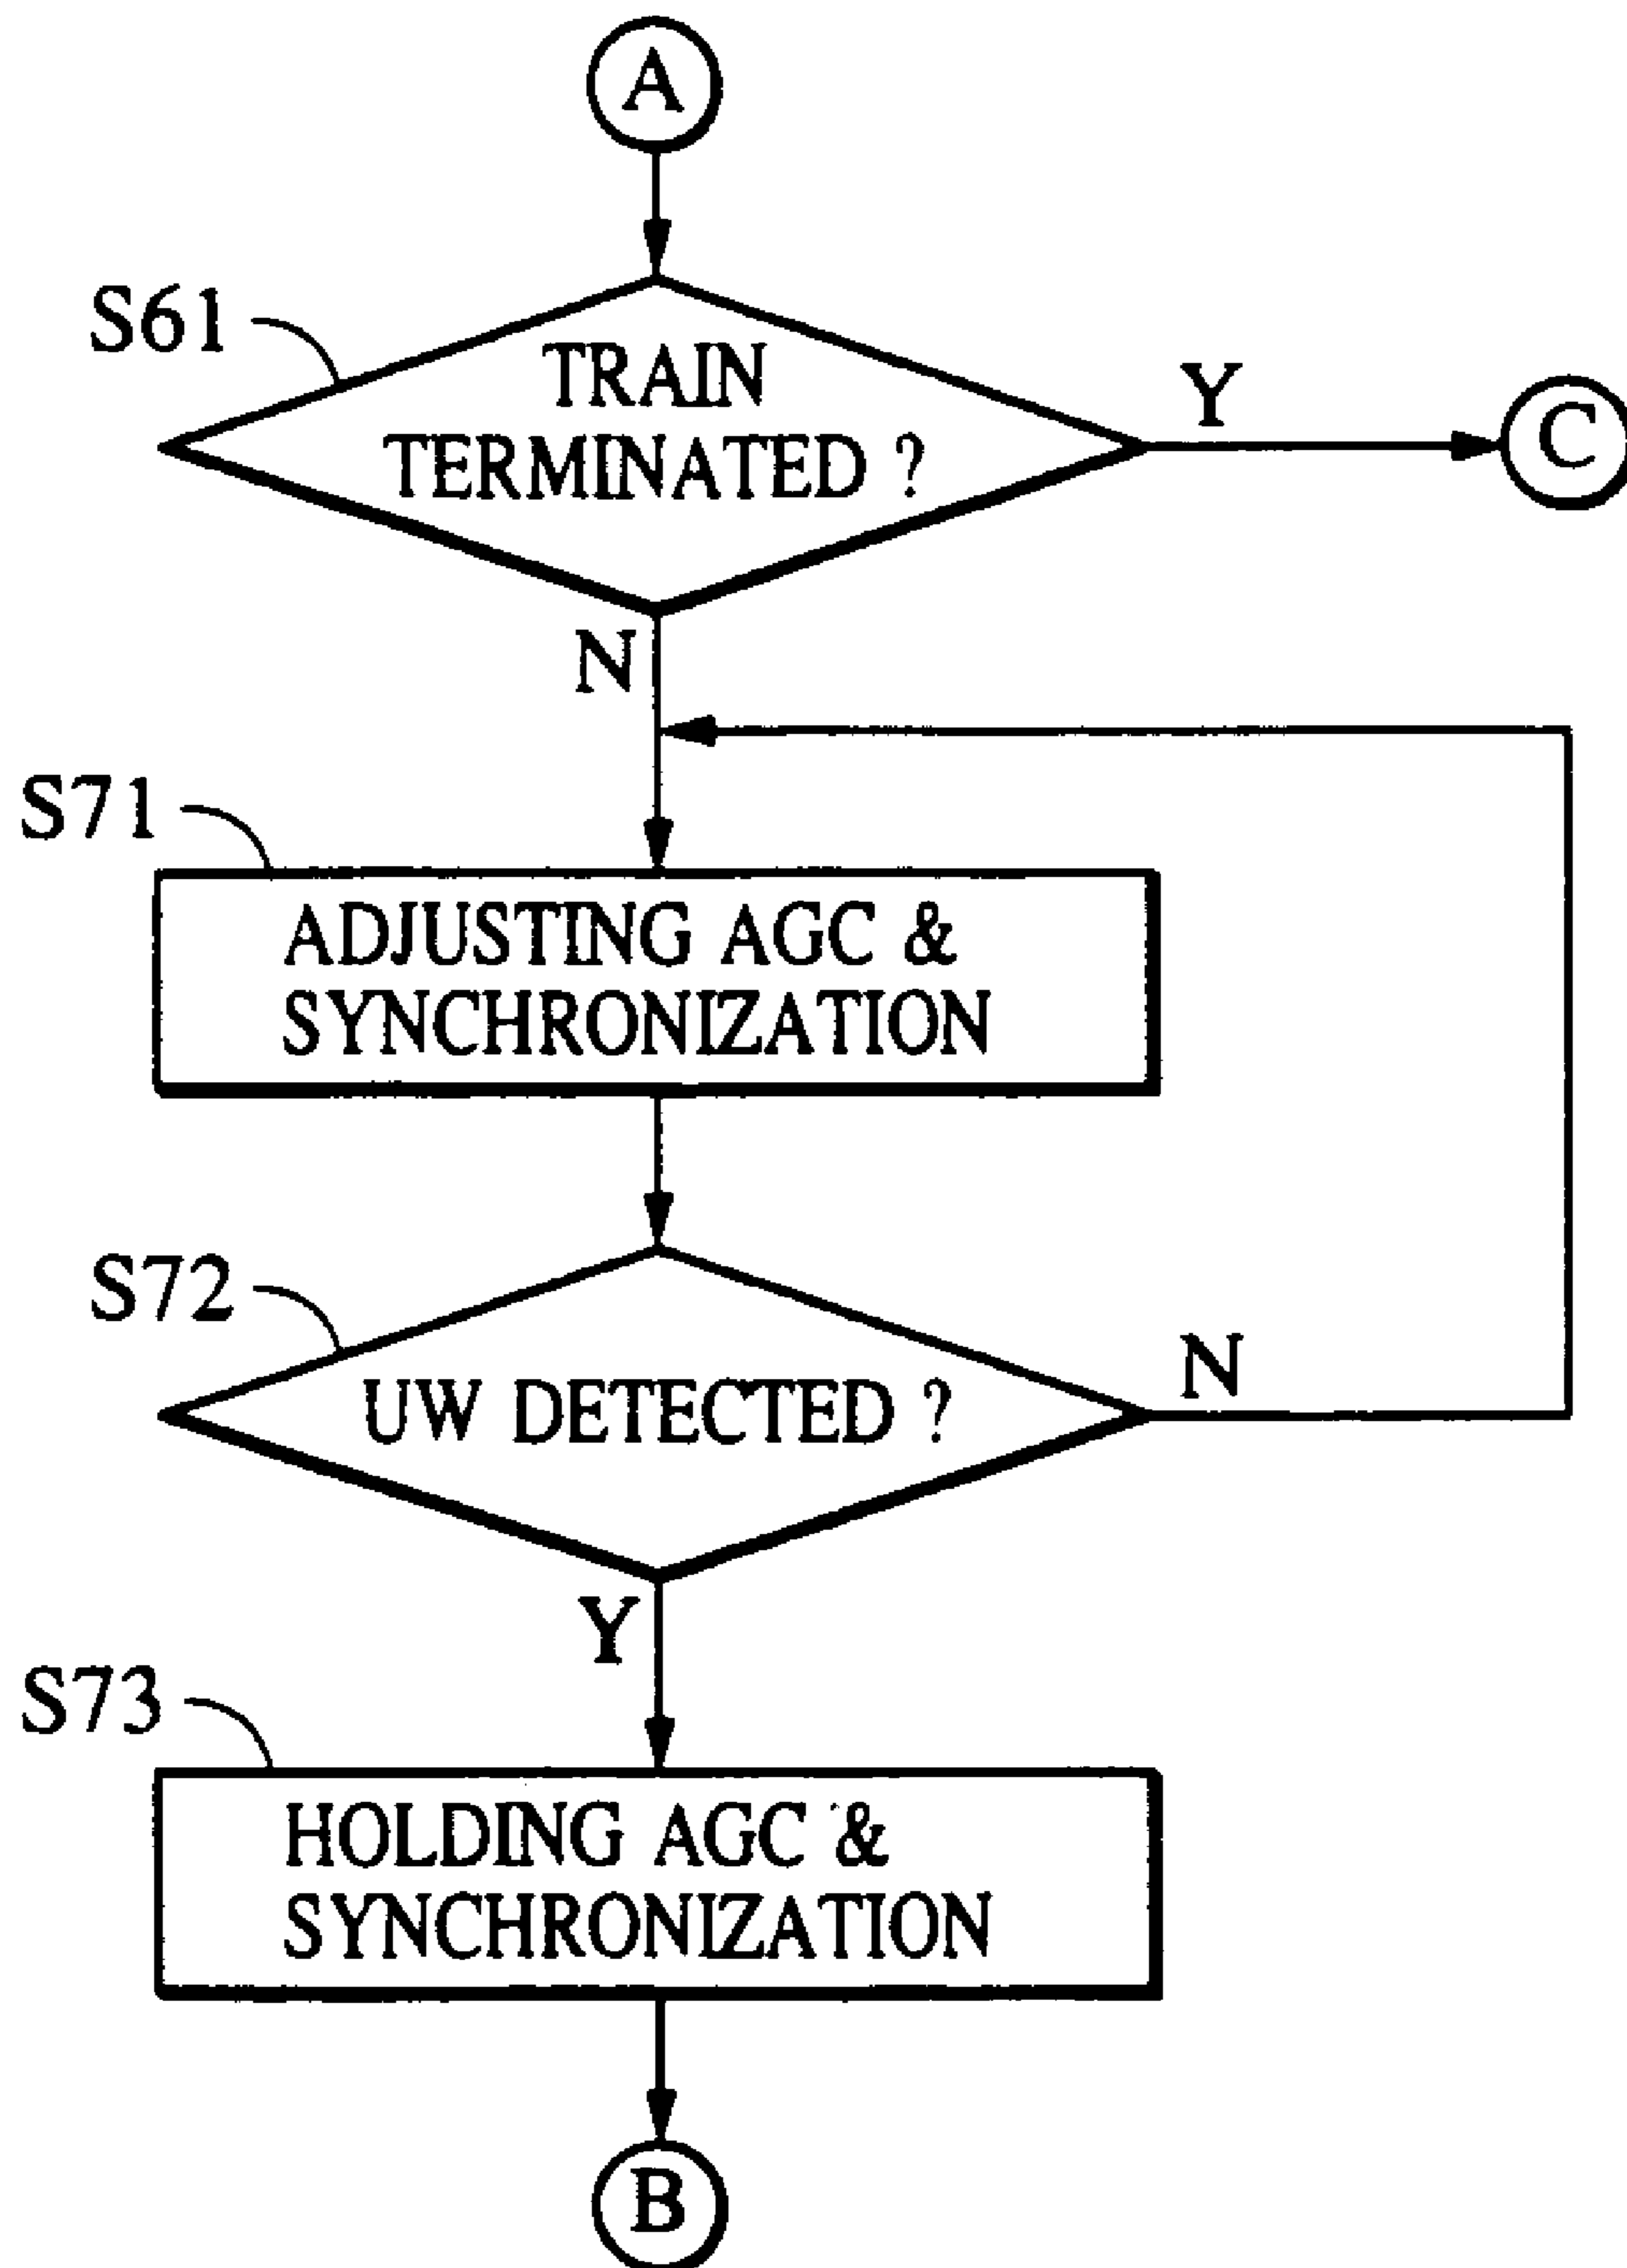 A
S61
TRAIN
TERMINATED ?
Y
C
N
S71
ADJUSTING AGC &
SYNCHRONIZATION
S72
UW DETECTED ?
N
Y
S73
HOLDING AGC &
SYNCHRONIZATION
B